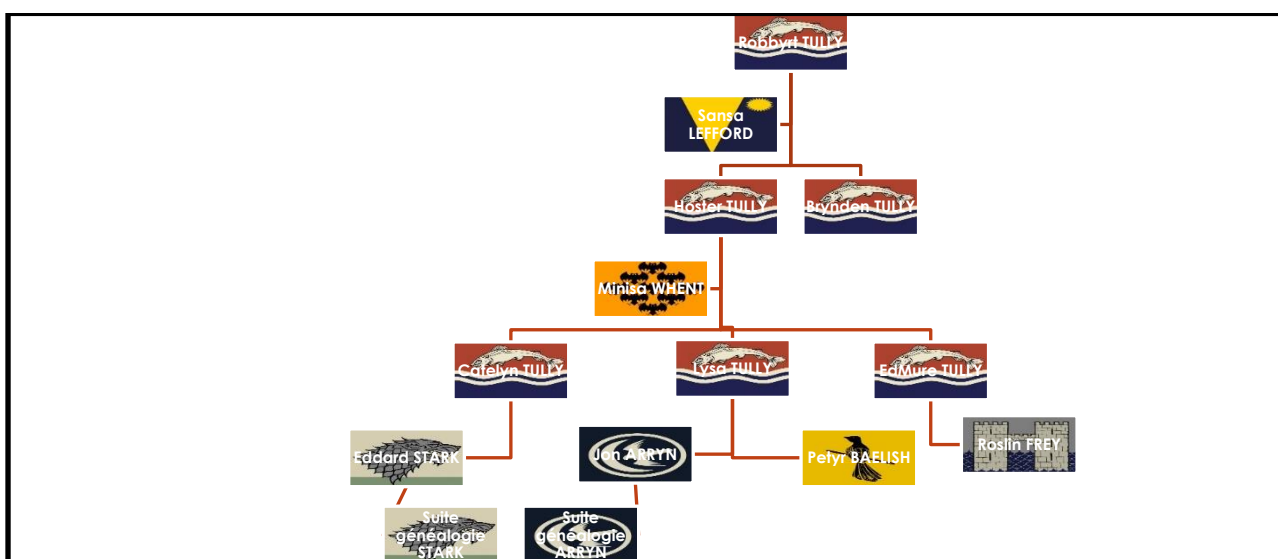 Robbyrt TULLY
Sansa
LEFFORD
Hoster TULLY
Brynden TULLY
Minisa WHENT
Catelyn TULLY
Lysa TULLY
EdMure TULLY
Eddard STARK
Jon ARRYN
Petyr BAELISH
Roslin FREY
Suite
généalogie
STARK
Suite
généalogie
ARRYN